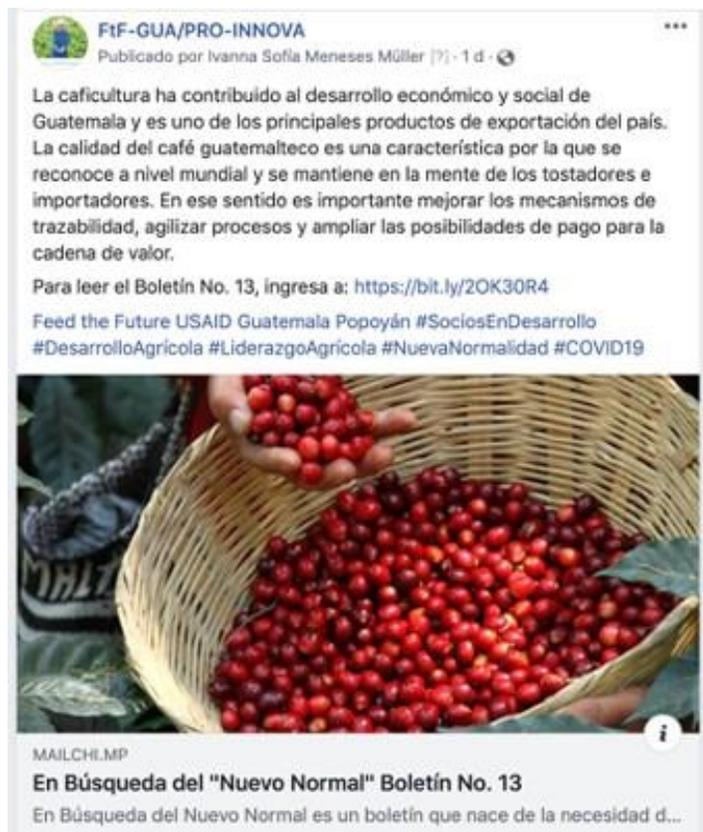 FtF-GUA/PRO-INNOVA
Publicado por Ivanna Sofía Meneses Müller [?] · 1 d ·
La caficultura ha contribuido al desarrollo económico y social de
Guatemala y es uno de los principales productos de exportación del país.
La calidad del café guatemalteco es una característica por la que se
reconoce a nivel mundial y se mantiene en la mente de los tostadores e
importadores. En ese sentido es importante mejorar los mecanismos de
trazabilidad, agilizar procesos y ampliar las posibilidades de pago para la
cadena de valor.
Para leer el Boletín No. 13, ingresa a: https://bit.ly/2OK30R4
Feed the Future USAID Guatemala Popoyán #SociosEnDesarrollo
#DesarrolloAgrícola #LiderazgoAgrícola #NuevaNormalidad #COVID19
MAILCHI.MP
En Búsqueda del "Nuevo Normal" Boletín No. 13
En Búsqueda del Nuevo Normal es un boletín que nace de la necesidad d...